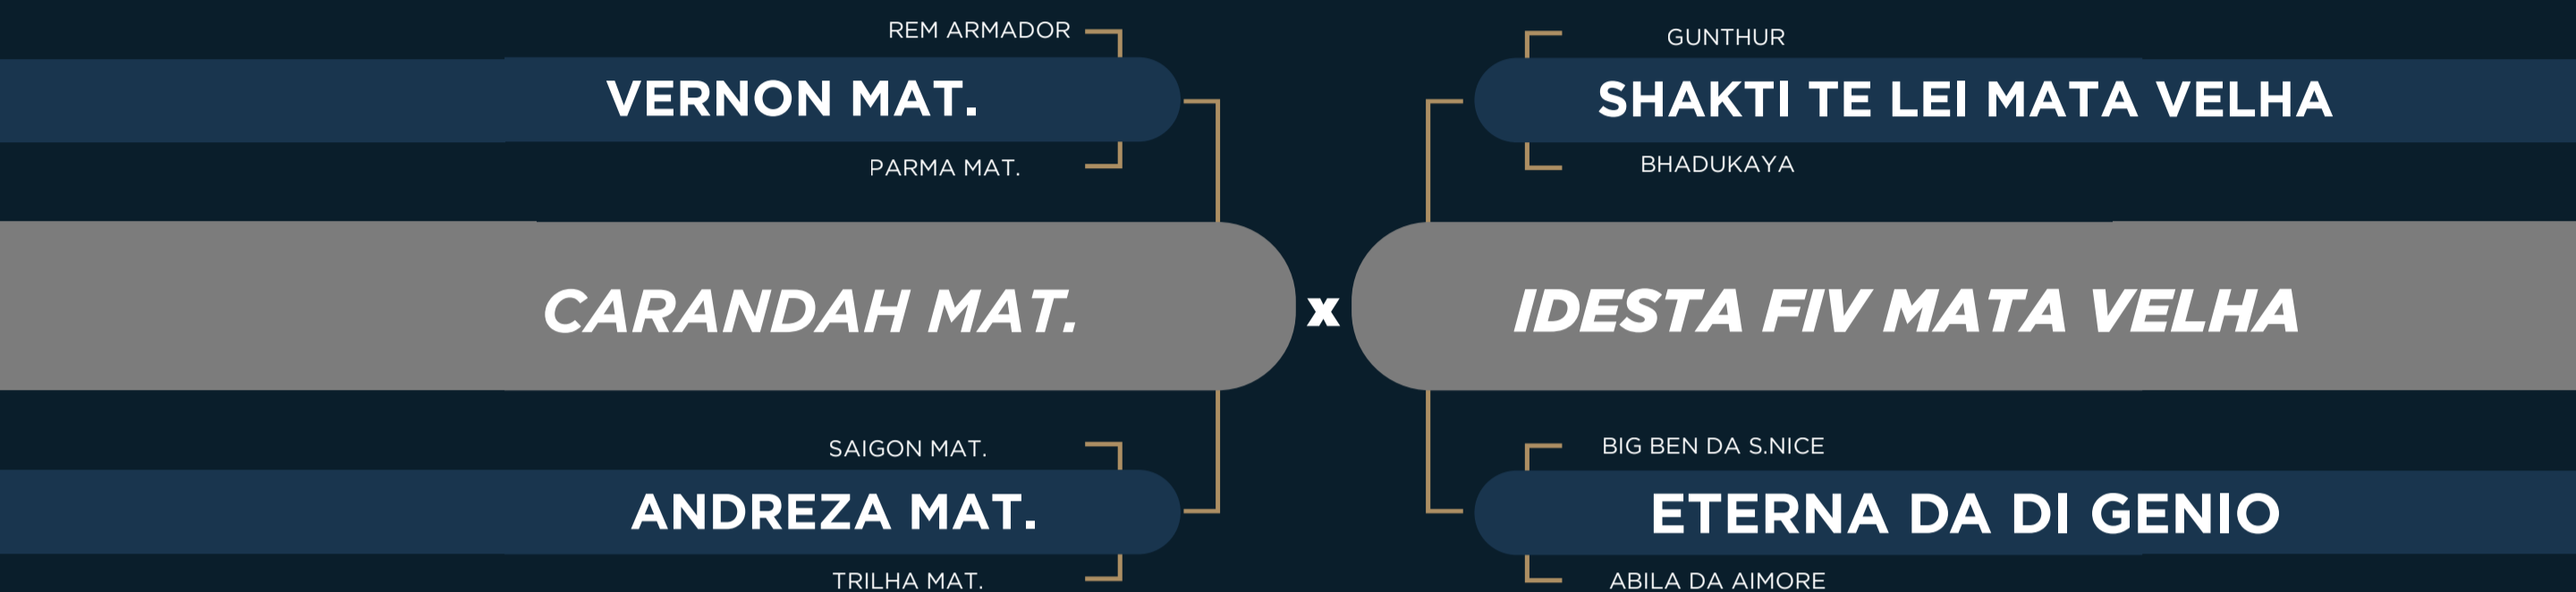 REM ARMADOR
VERNON MAT.
PARMA MAT.
GUNTHUR
SHAKTI TE LEI MATA VELHA
BHADUKAYA
CARANDAH MAT.
x
IDESTA FIV MATA VELHA
SAIGON MAT.
ANDREZA MAT.
TRILHA MAT.
BIG BEN DA S.NICE
ETERNA DA DI GENIO
ABILA DA AIMORE